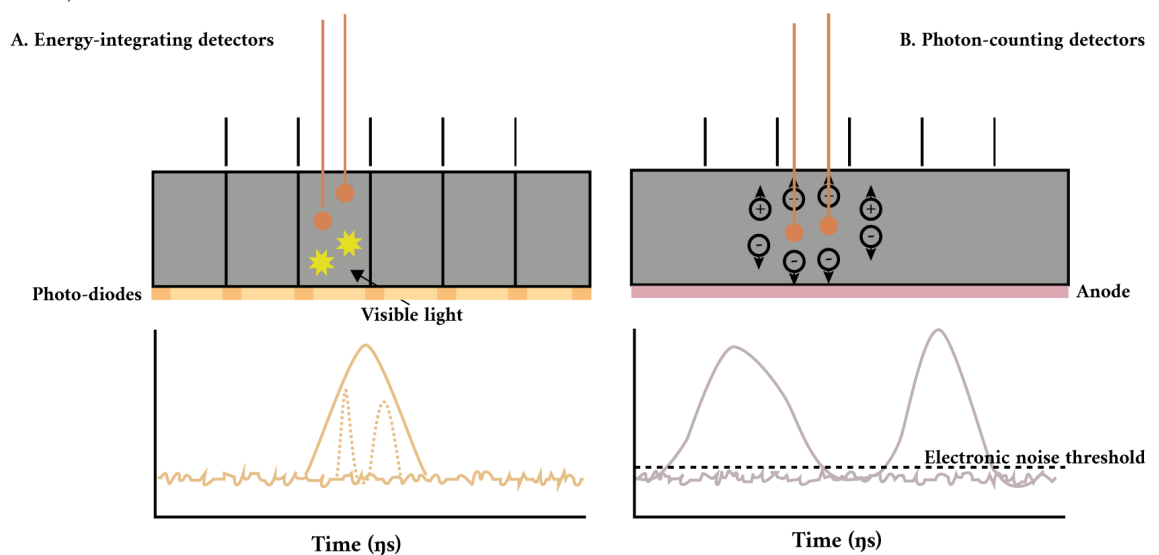 A. Energy-integrating detectors
B. Photon-counting detectors
+
-
+
-
+
-
+
-
Photo-diodes
Visible light
Anode
Electronic noise threshold
Time (ηs)
Time (ηs)